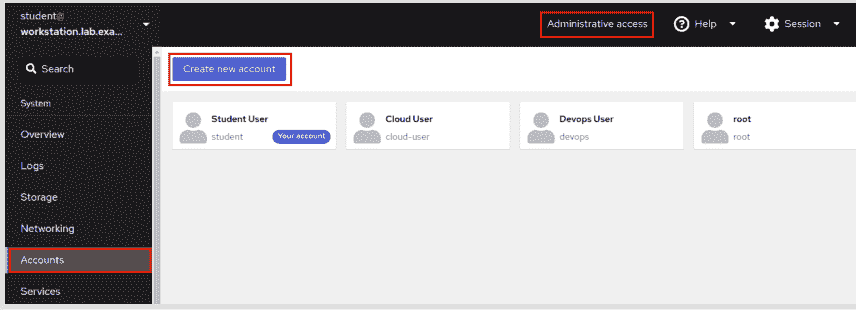 student@
workstation.lab.exa...
Administrative access
Help
Session
Search
Create new account
System
Overview
Logs
Storage
Networking
Accounts
Services
Student User
student
Your account
Cloud User
cloud-user
Devops User
devops
root
root